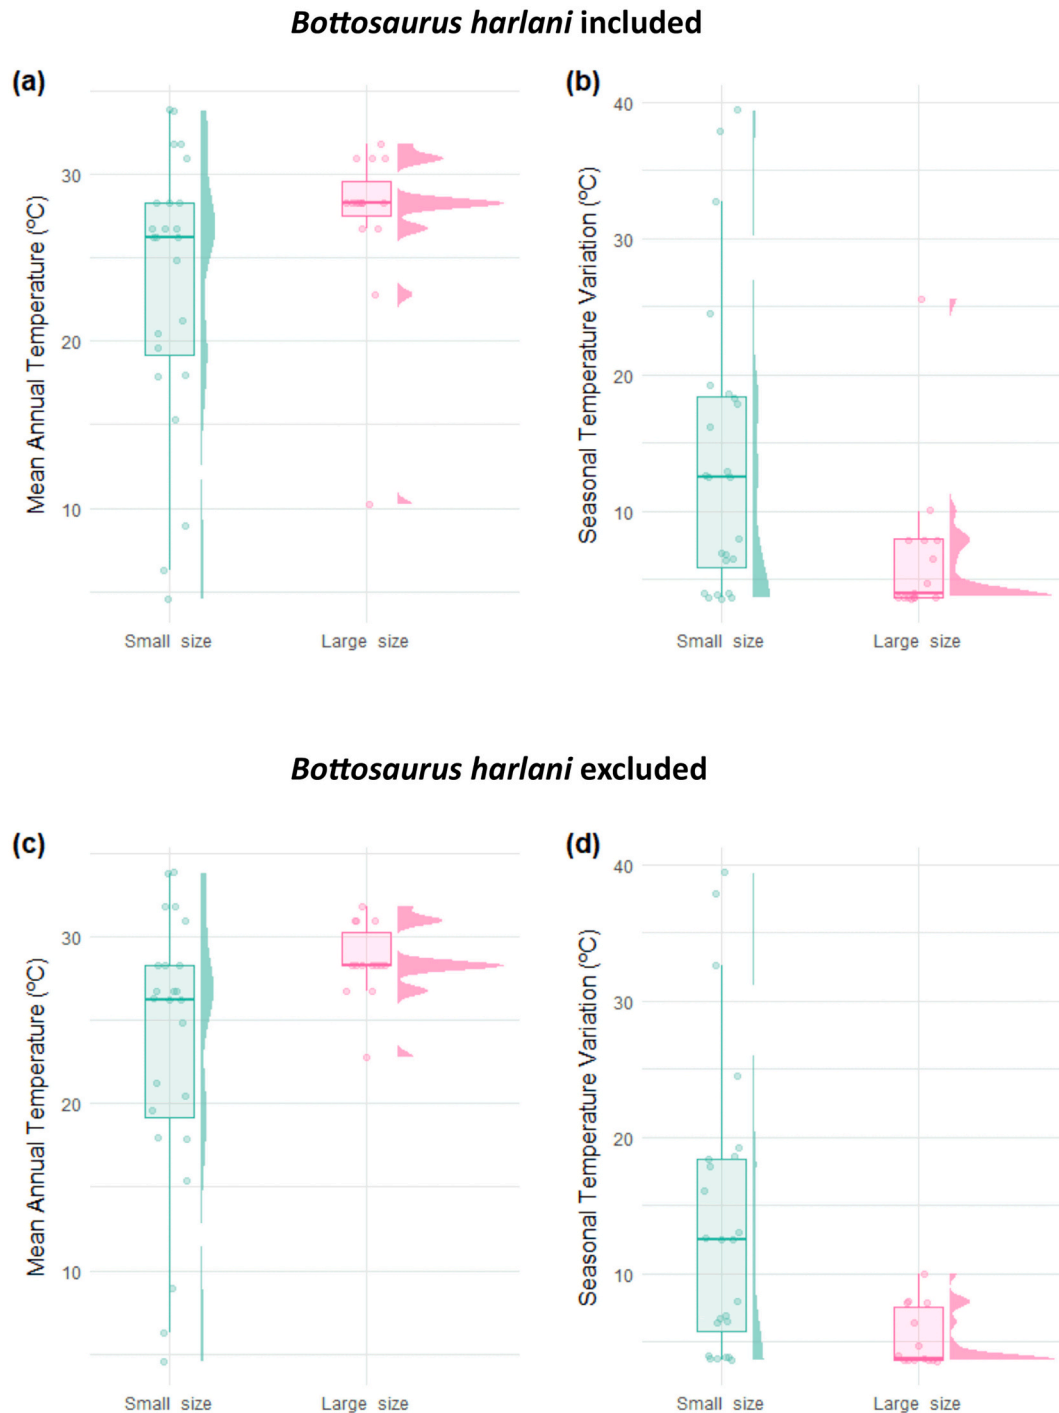 Bottosaurus harlani included
(a)
Mean Annual Temperature (ºC)
30
20
10
Small size
Large size
(b)
Seasonal Temperature Variation (ºC)
40
30
20
10
Small size
Large size
Bottosaurus harlani excluded
(c)
Mean Annual Temperature (ºC)
30
20
10
Small size
Large size
(d)
Seasonal Temperature Variation (ºC)
40
30
20
10
Small size
Large size